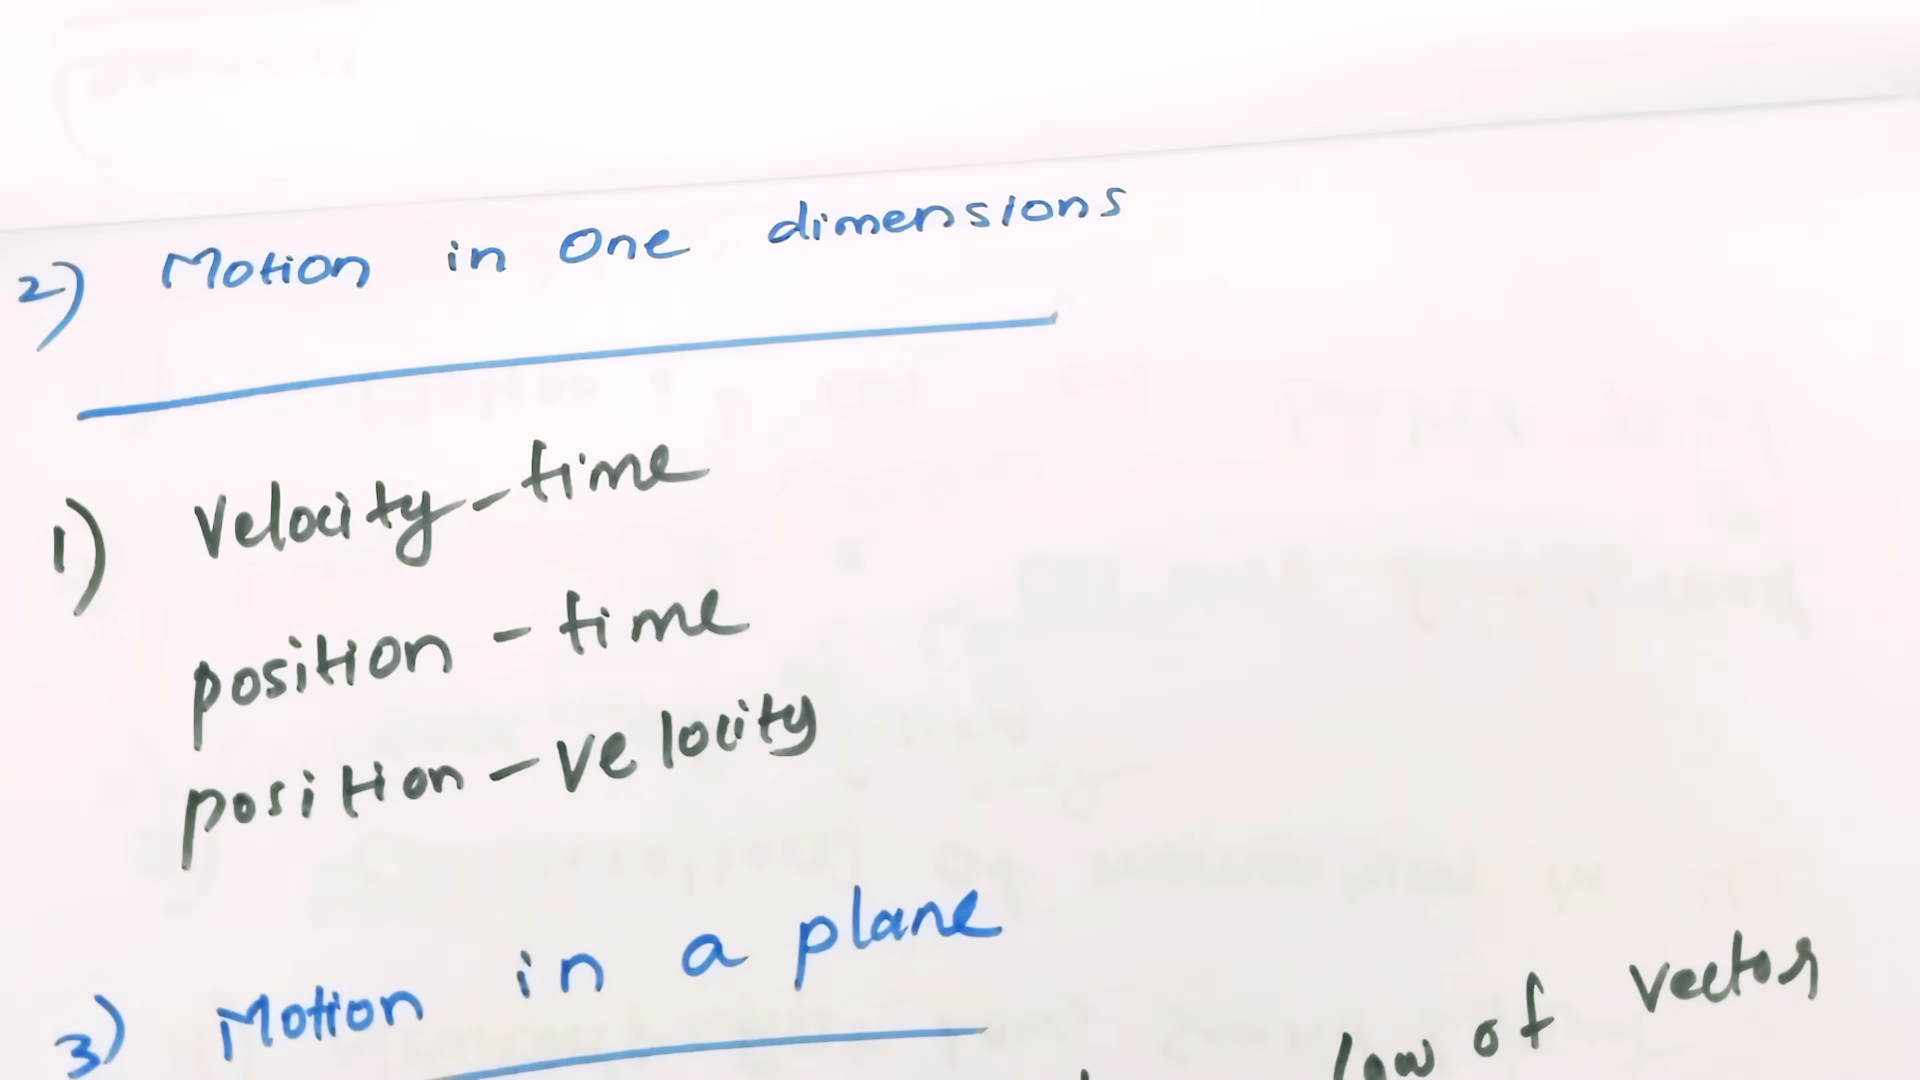 2) Motion in One dimensions
1) Velocity-time
position - time
position - velocity
3) Motion in a plane
law of vector